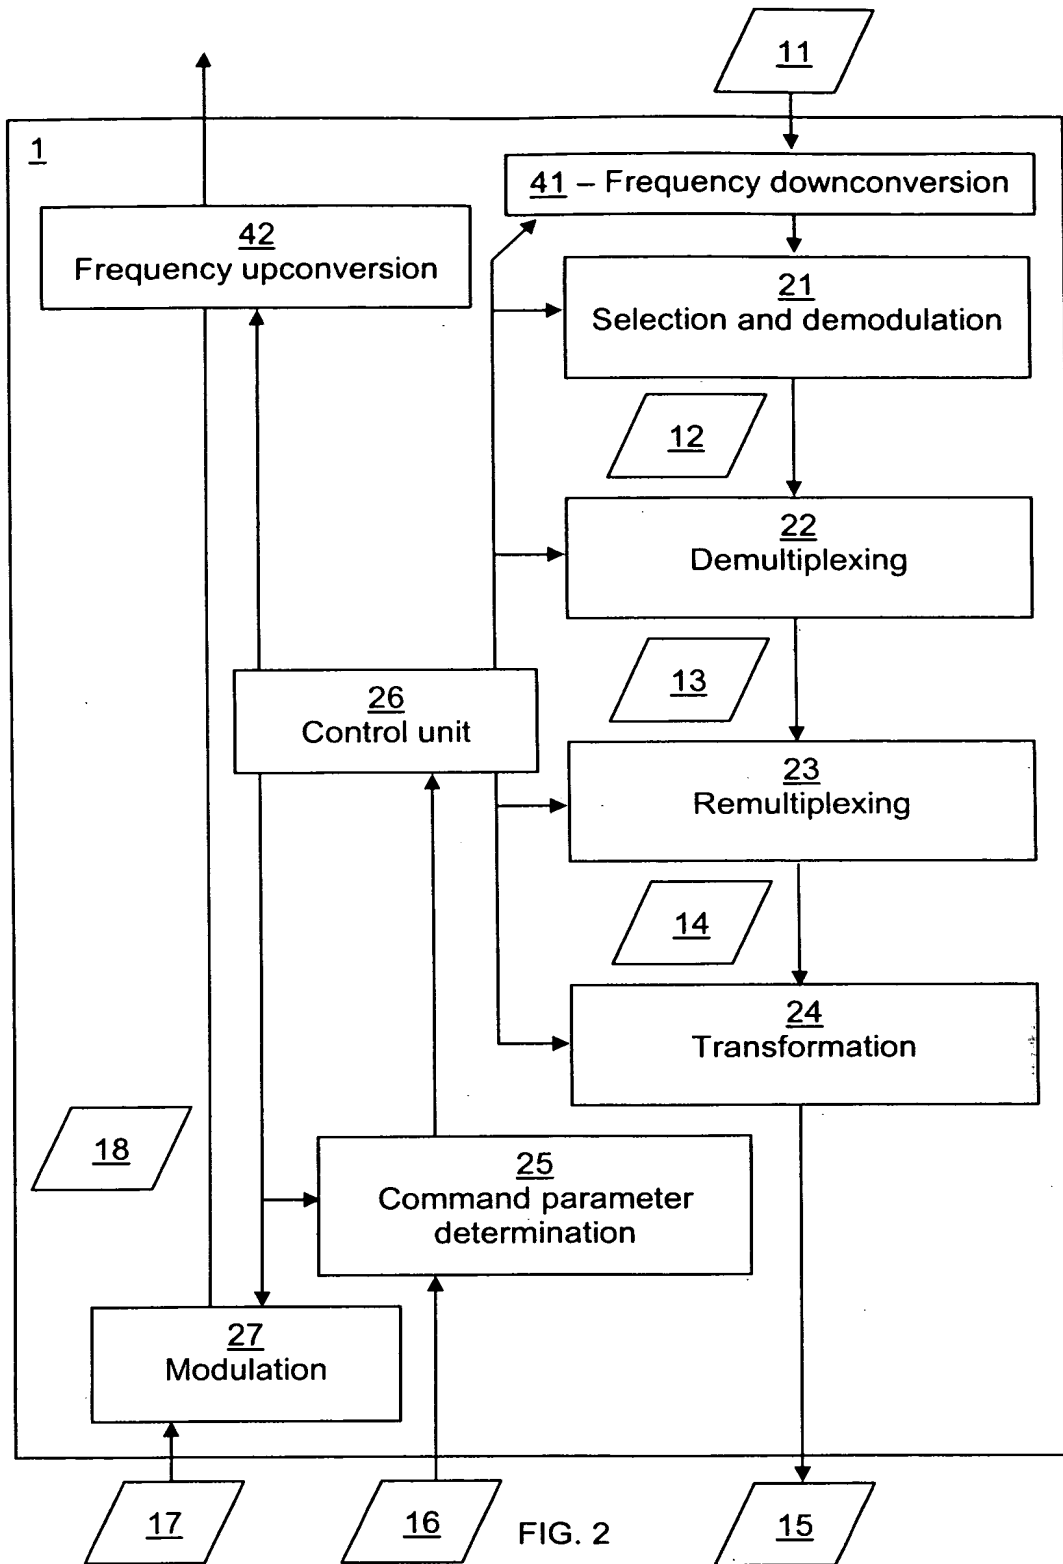 11
1
41 – Frequency downconversion
42
Frequency upconversion
21
Selection and demodulation
12
22
Demultiplexing
13
26
Control unit
23
Remultiplexing
14
24
Transformation
18
25
Command parameter
determination
27
Modulation
17
16
FIG. 2
15